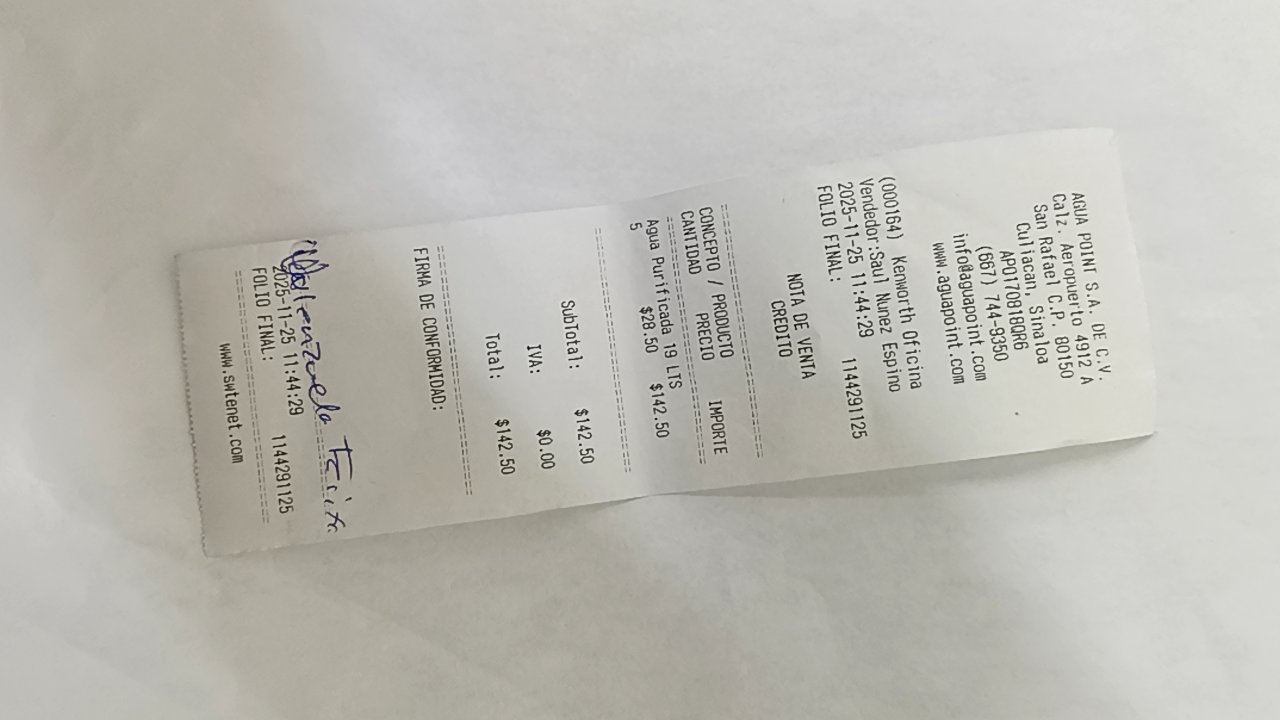 AGUA POINT S.A. DE C.V.
Calz. Aeropuerto 4912 A
San Rafael C.P. 80150
Culiacan, Sinaloa
APO170818QR6
(667) 744-9350
info@aguapoint.com
www.aguapoint.com
(000164) Kenworth Oficina
Vendedor:Saul Nunez Espino
2025-11-25 11:44:29
FOLIO FINAL: 1144291125
NOTA DE VENTA
CREDITO
CONCEPTO / PRODUCTO
CANTIDAD PRECIO IMPORTE
Agua Purificada 19 LTS
5 $28.50 $142.50
SubTotal: $142.50
IVA: $0.00
Total: $142.50
FIRMA DE CONFORMIDAD:
Valenzuela
2025-11-25 11:44:29
FOLIO FINAL: 1144291125
www.swtenet.com